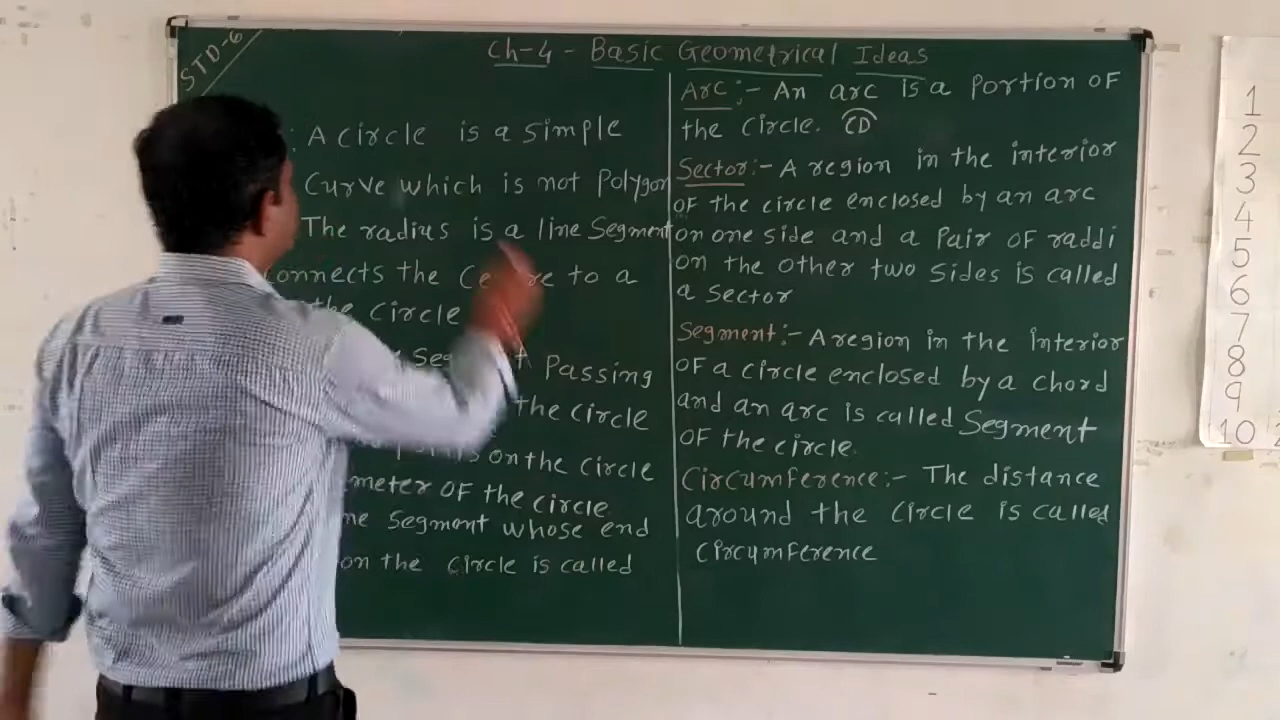 STD-6
Ch-4 - Basic Geometrical Ideas
: A circle is a simple
Curve which is not Polygon
The radius is a line Segment
onnects the Ce re to a
the circle
Seg t Passing
the circle
on the circle
meter OF the circle
ne Segment whose end
on the circle is called
Arc :- An arc is a Portion OF
the circle. CD
Sector:- A region in the interior
OF the circle enclosed by an arc
on one side and a Pair OF raddi
on the other two sides is called
a sector
Segment:- A region in the interior
OF a circle enclosed by a chord
and an arc is called Segment
OF the circle.
Circumference:- The distance
around the circle is called
circumference
1
2
3
4
5
6
7
8
9
10